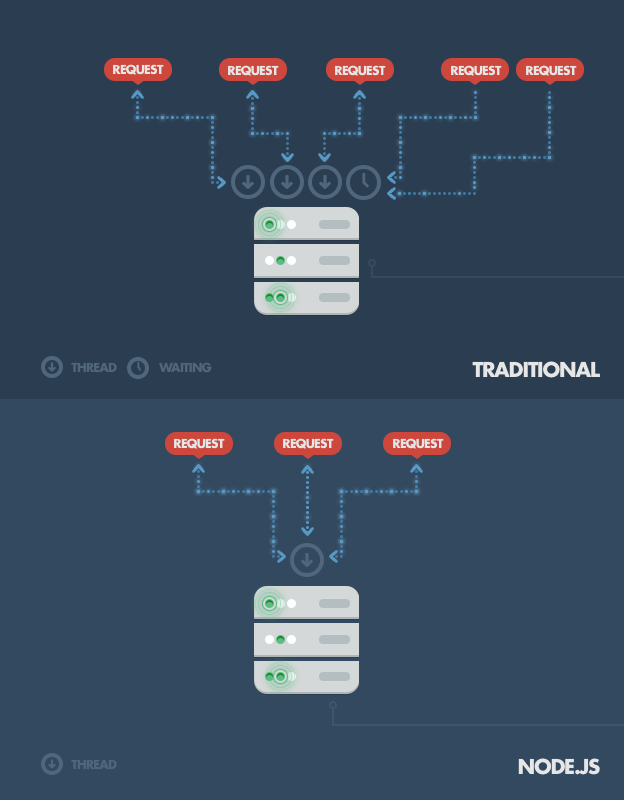 REQUEST REQUEST REQUEST REQUEST REQUEST
THREAD WAITING
TRADITIONAL
REQUEST REQUEST REQUEST
THREAD
NODE.JS